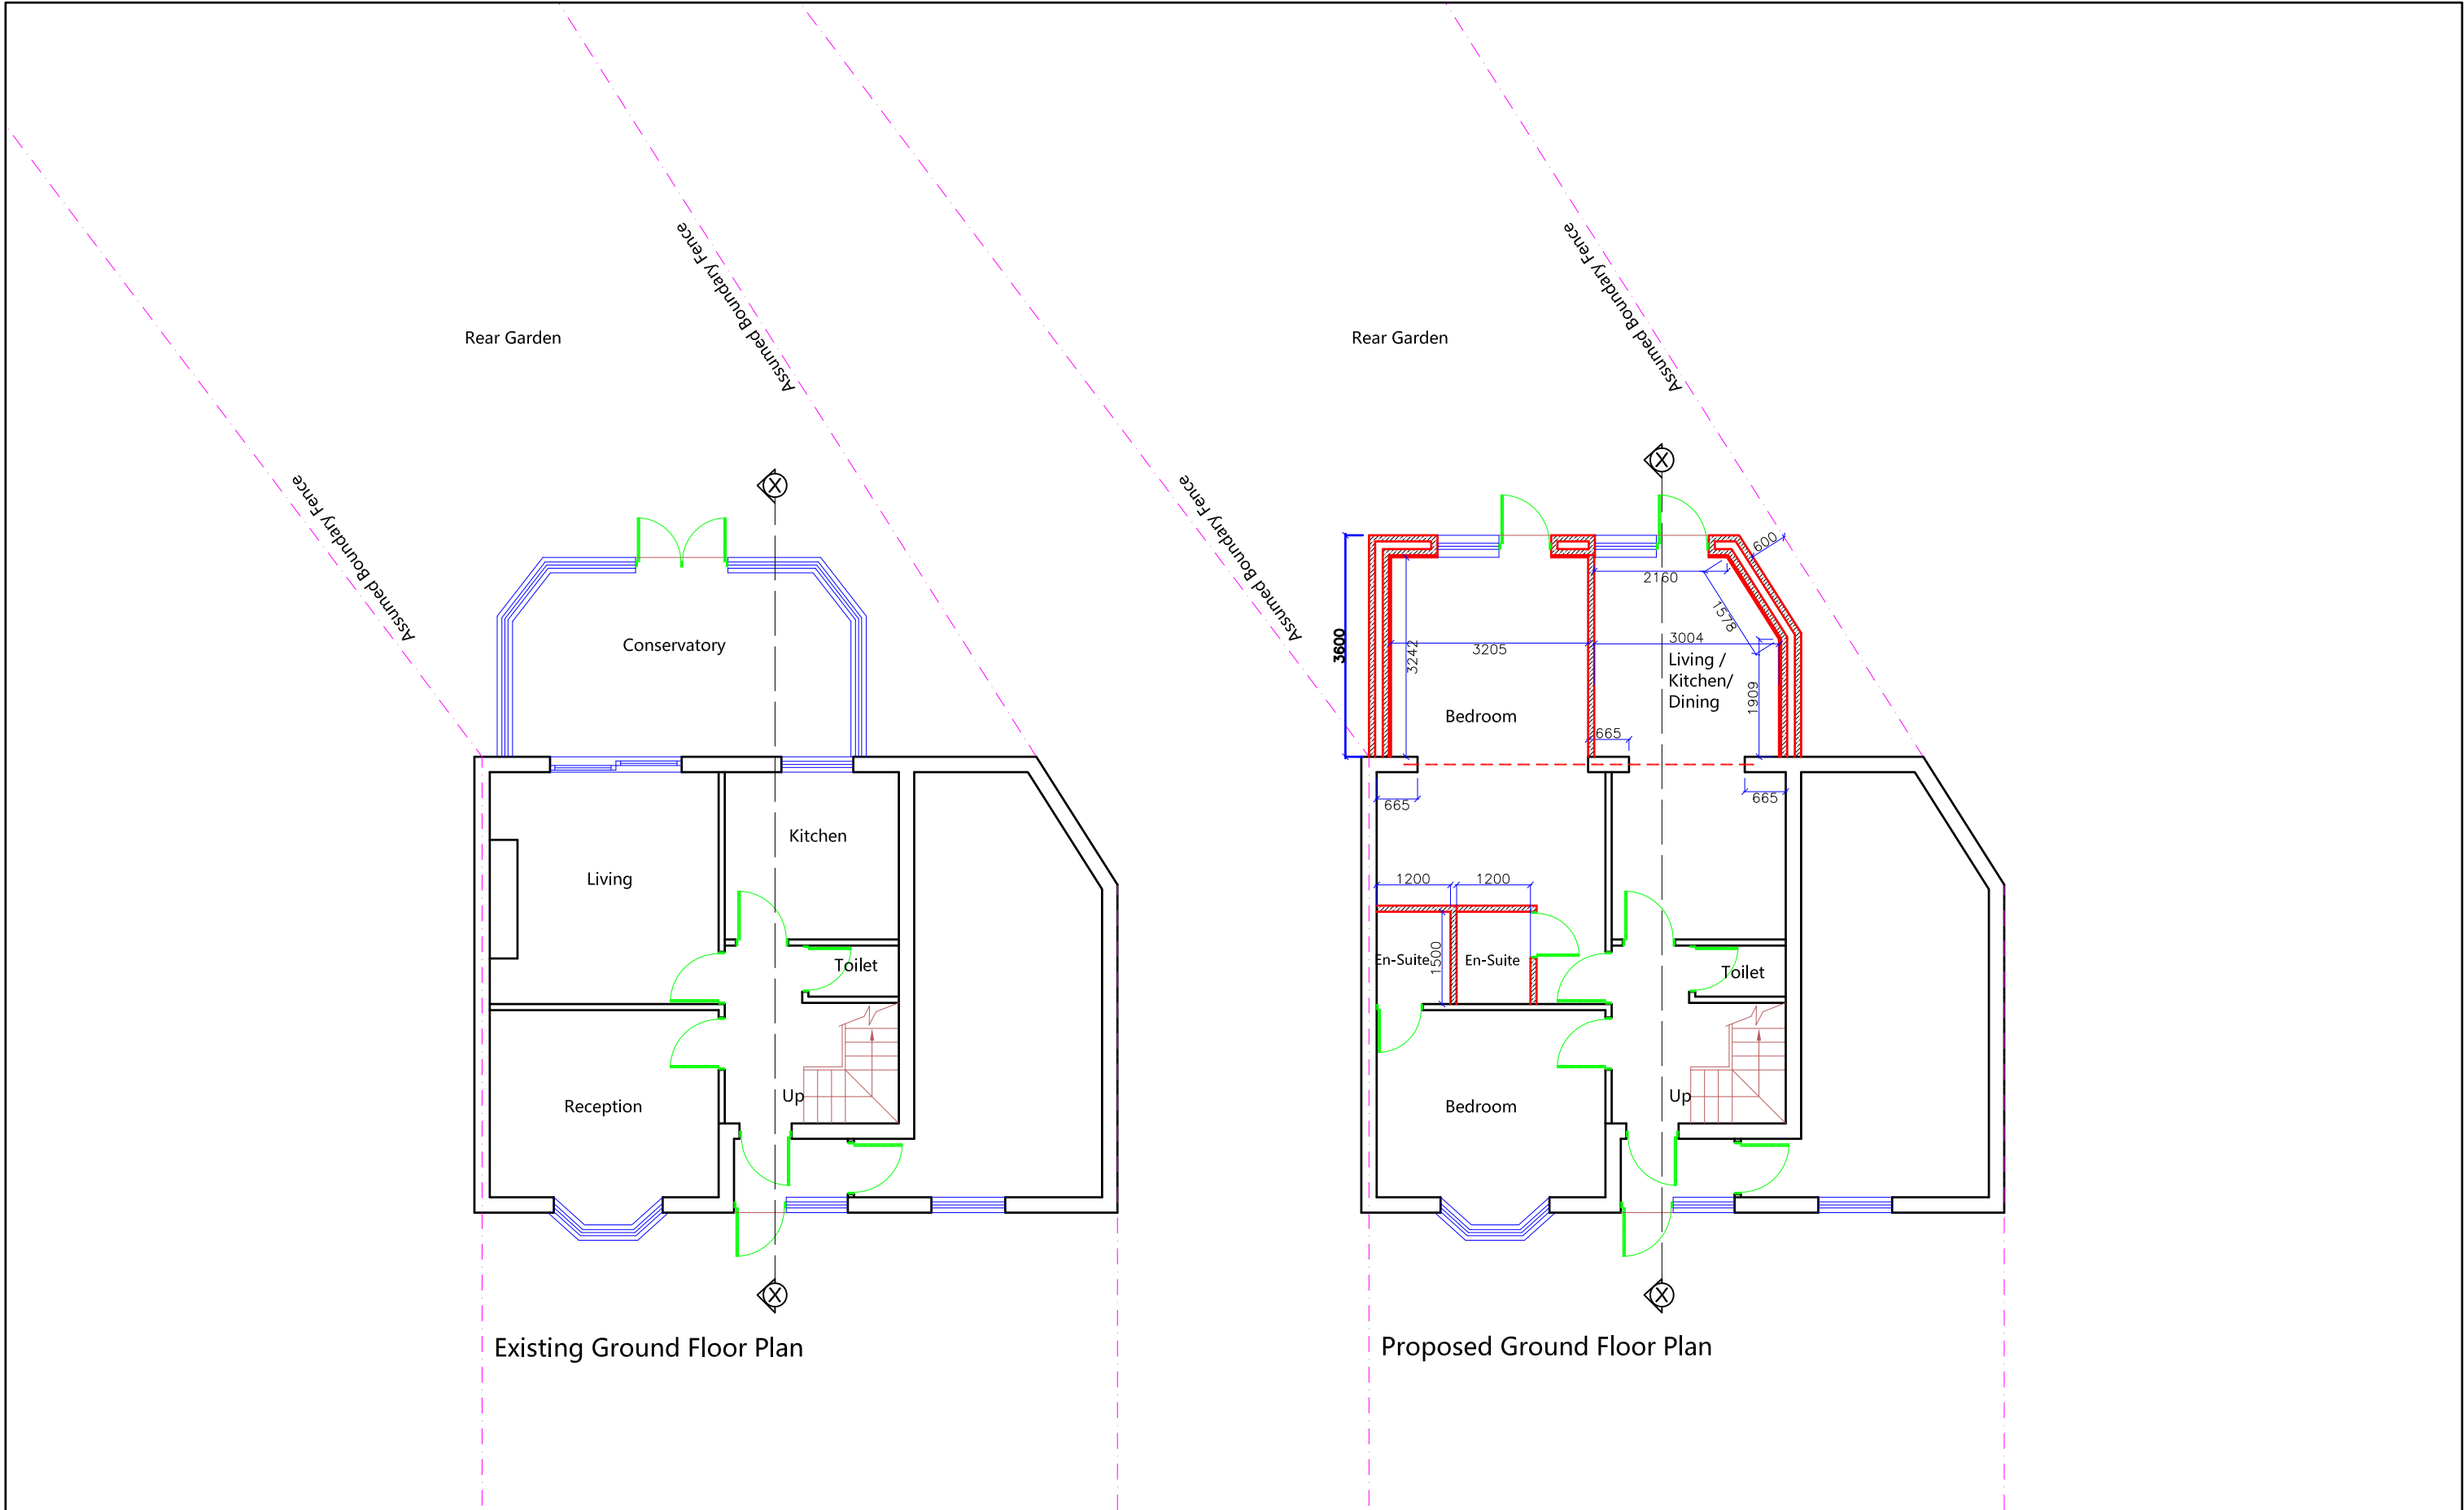 Assumed Boundary Fence
Assumed Boundary Fence
Rear Garden
Rear Garden
Assumed Boundary Fence
Assumed Boundary Fence
X
X
600
2160
1578
Conservatory
3600
3242
3205
3004
Living /
Kitchen/
Dining
1909
Bedroom
665
665
665
Kitchen
Living
1200
1200
Toilet
En-Suite
1500
En-Suite
Toilet
Up
Up
Reception
Bedroom
X
X
Existing Ground Floor Plan
Proposed Ground Floor Plan